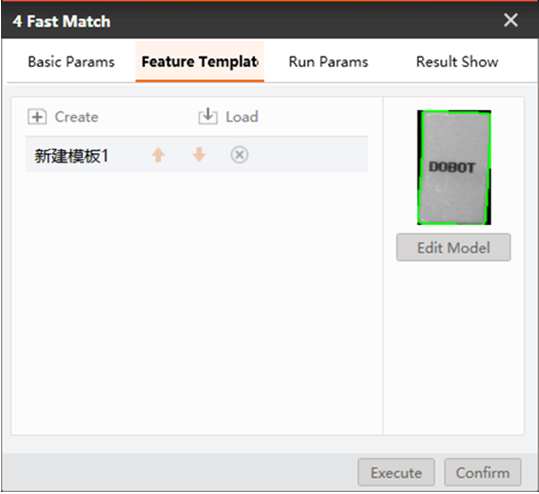 4 Fast Match
Basic Params Feature Templat Run Params Result Show
Create Load
新建模板1
DOBOT
Edit Model
Execute Confirm